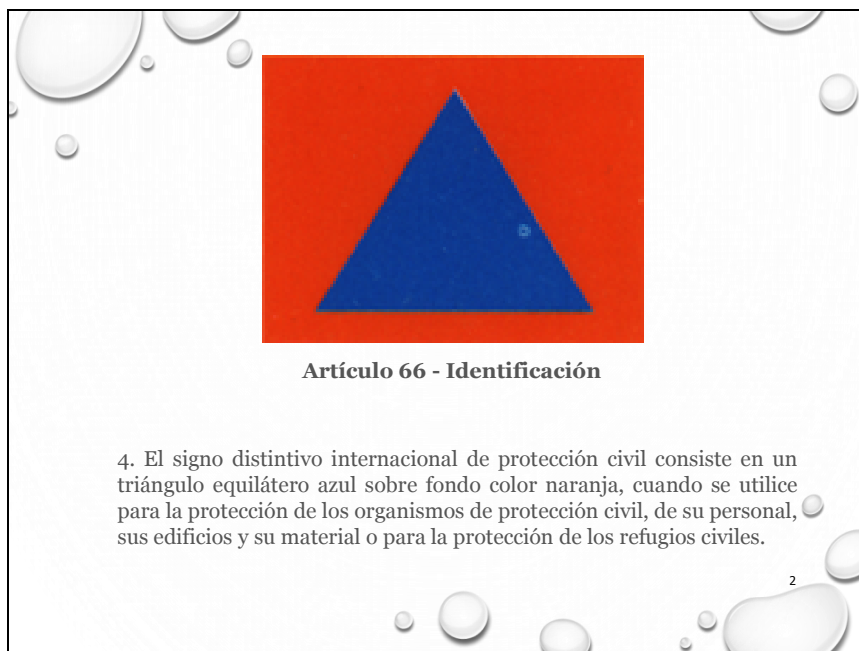 Artículo 66 - Identificación
4. El signo distintivo internacional de protección civil consiste en un
triángulo equilátero azul sobre fondo color naranja, cuando se utilice
para la protección de los organismos de protección civil, de su personal,
sus edificios y su material o para la protección de los refugios civiles.
2